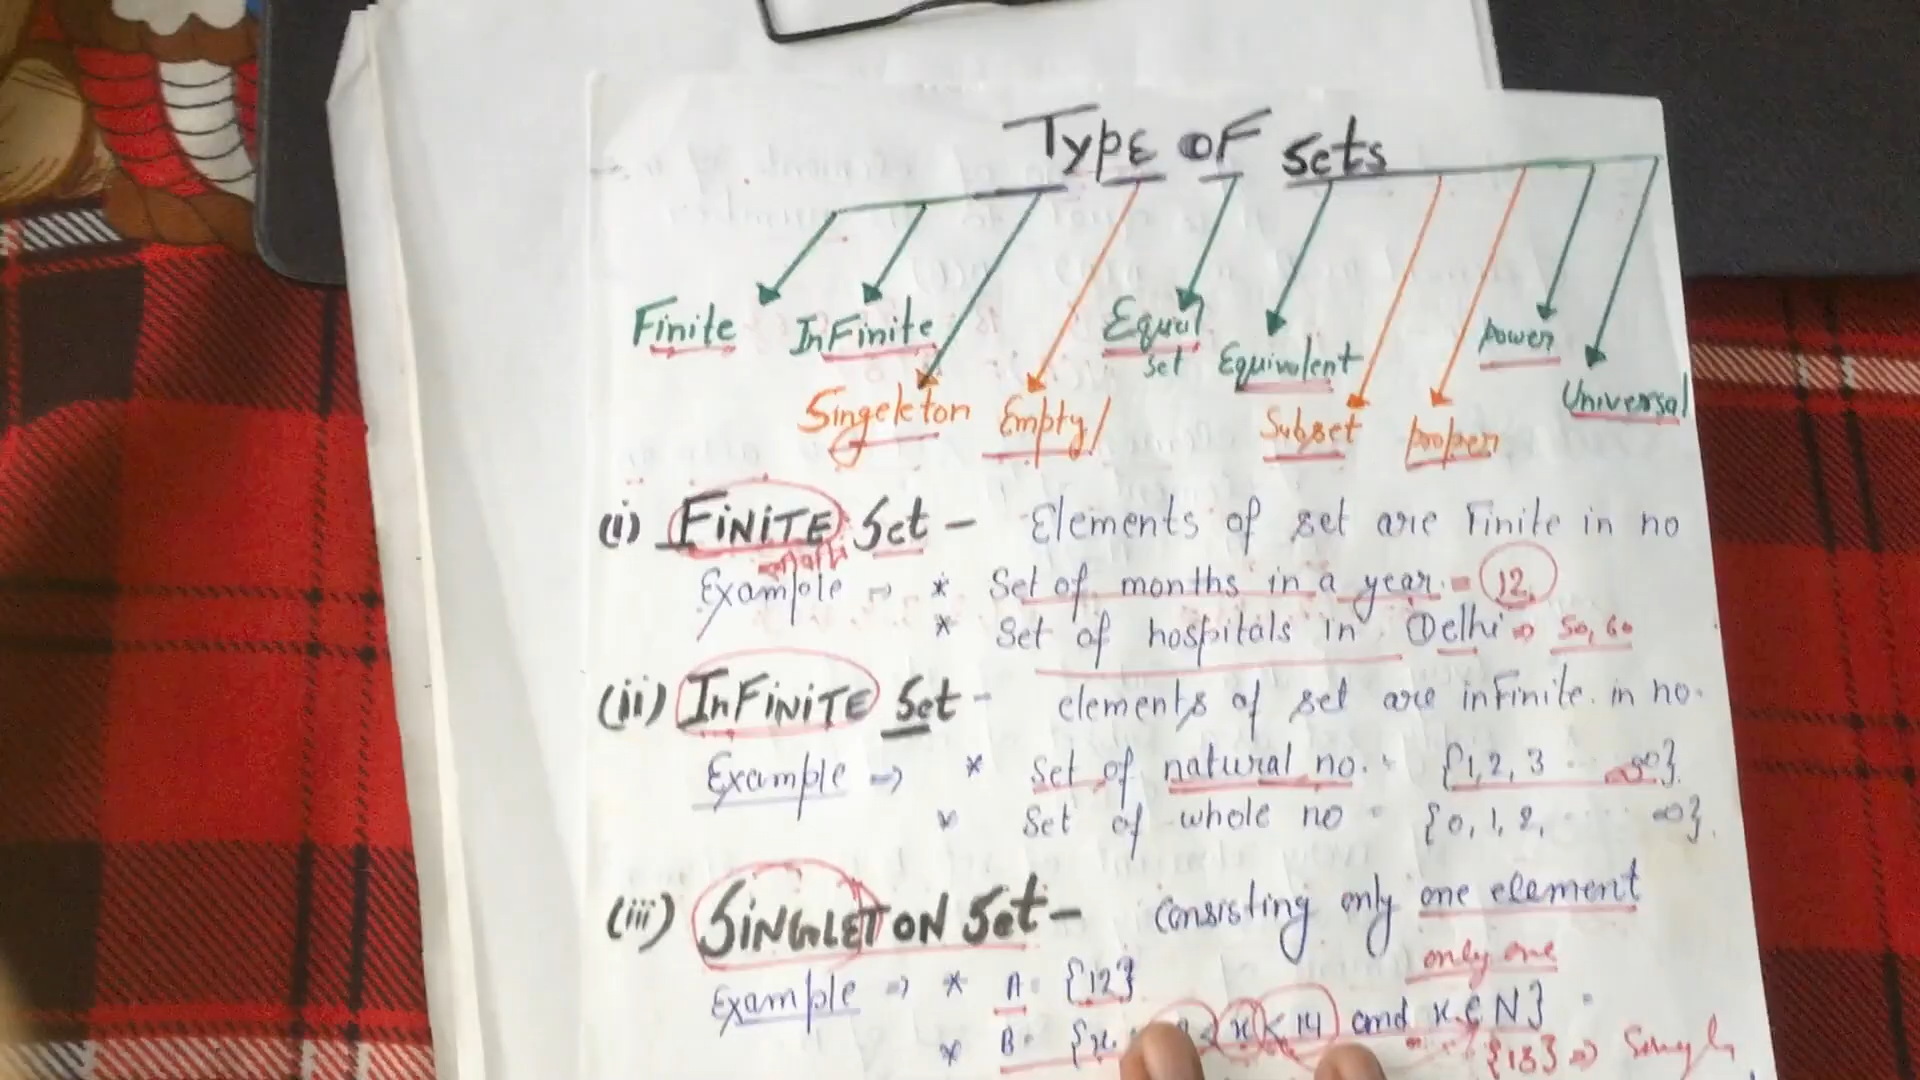 Type of Sets
Finite InFinite Equal Set Equivalent Power
Singeleton Empty/ Subset proper Universal
(i) FiNiTE Set - Elements of set are Finite in no
Example ⇒ * Set of months in a year = 12.
* Set of hospitals in Delhi ⇒ 50, 60
(ii) InFiNiTE Set - elements of set are infinite in no.
Example ⇒ * Set of natural no. - {1, 2, 3 ... ∞}.
* Set of whole no - {0, 1, 2, ..... ∞}.
(iii) SiNGLETON Set - Consisting only one element
only one
Example ⇒ * A = {12}
* B = {x < x < 14 and x ∈ N} =
{13} ⇒